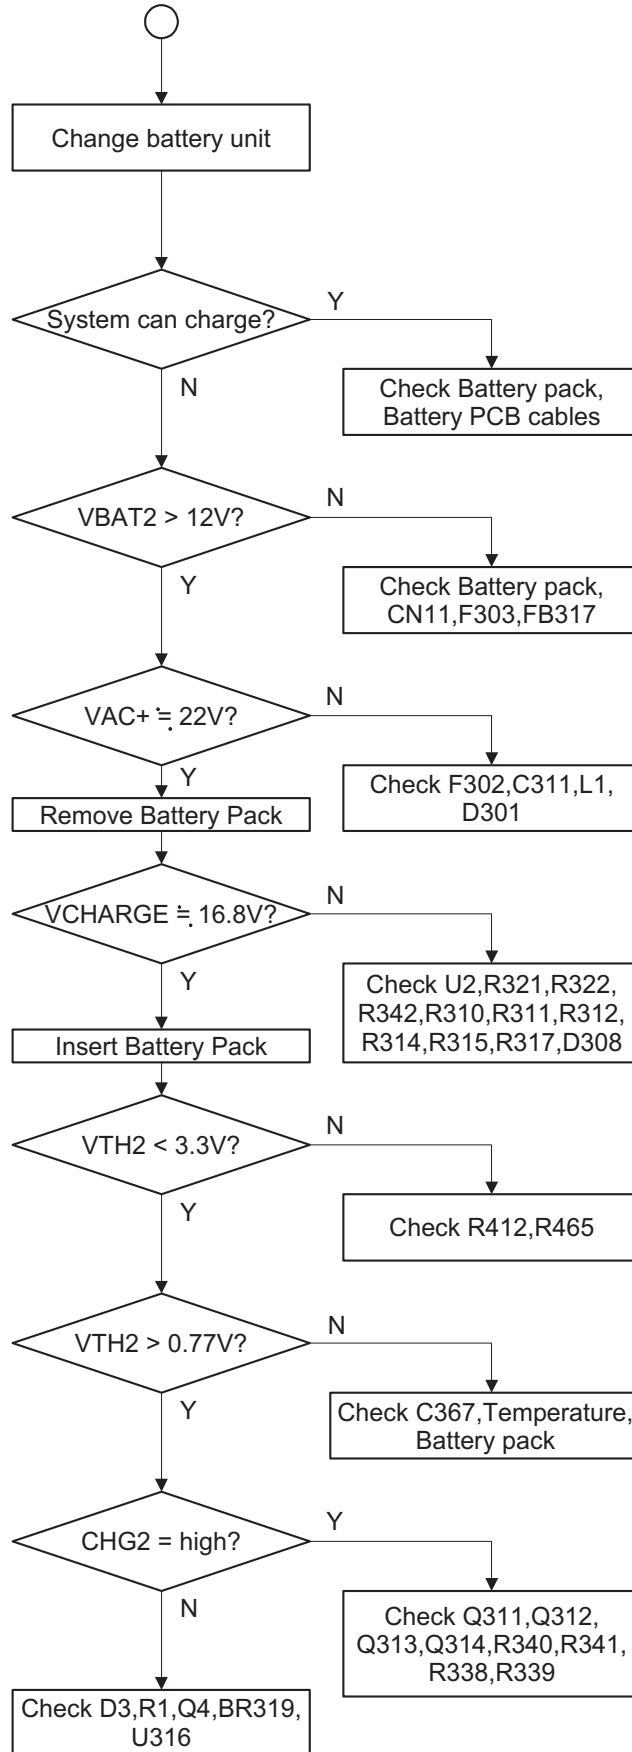 Change battery unit
System can charge?
Y
N
Check Battery pack,
Battery PCB cables
VBAT2 > 12V?
N
Y
Check Battery pack,
CN11,F303,FB317
VAC+ ≒ 22V?
N
Y
Check F302,C311,L1,
D301
Remove Battery Pack
VCHARGE ≒ 16.8V?
N
Y
Check U2,R321,R322,
R342,R310,R311,R312,
R314,R315,R317,D308
Insert Battery Pack
VTH2 < 3.3V?
N
Y
Check R412,R465
VTH2 > 0.77V?
N
Y
Check C367,Temperature,
Battery pack
CHG2 = high?
Y
N
Check Q311,Q312,
Q313,Q314,R340,R341,
R338,R339
Check D3,R1,Q4,BR319,
U316